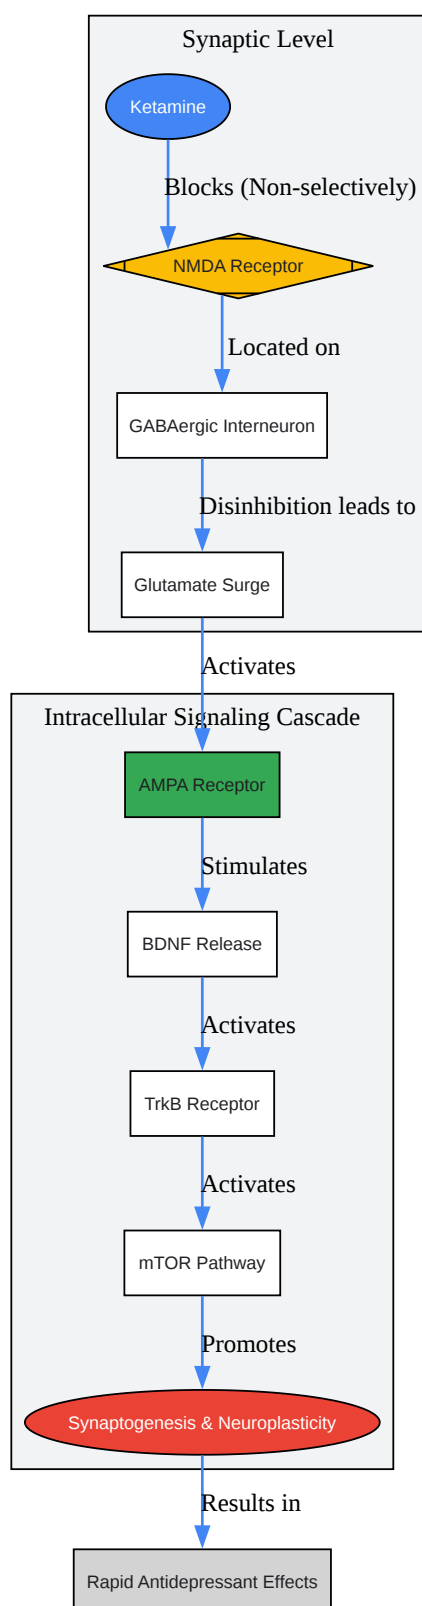 Synaptic Level
Ketamine
Blocks (Non-selectively)
NMDA Receptor
Located on
GABAergic Interneuron
Disinhibition leads to
Glutamate Surge
Activates
Intracellular Signaling Cascade
AMPA Receptor
Stimulates
BDNF Release
Activates
TrkB Receptor
Activates
mTOR Pathway
Promotes
Synaptogenesis & Neuroplasticity
Results in
Rapid Antidepressant Effects